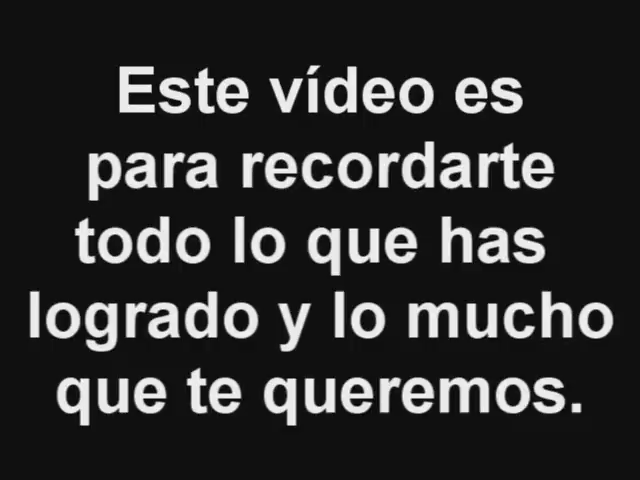 Este vídeo es
para recordarte
todo lo que has
logrado y lo mucho
que te queremos.